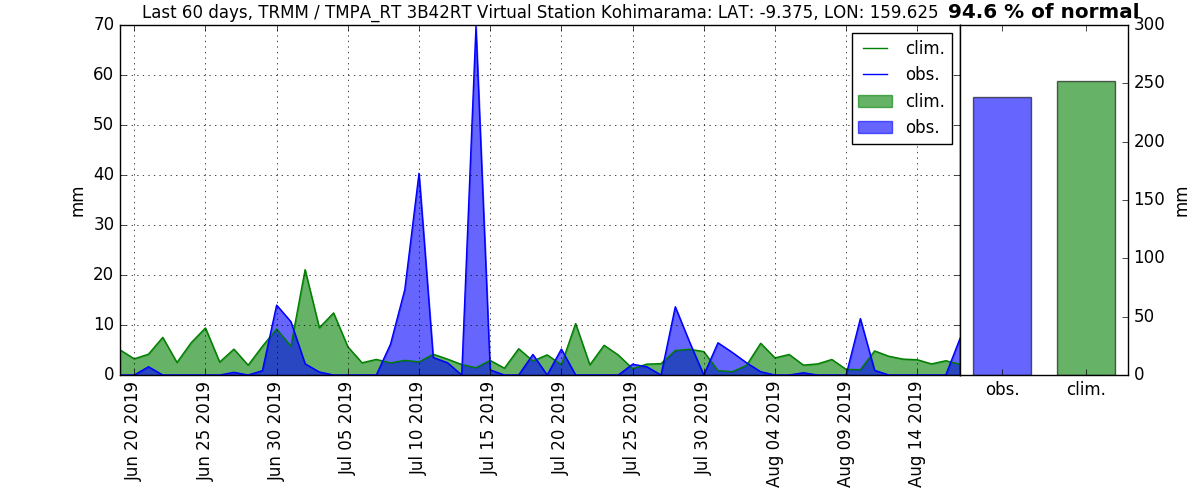 Last 60 days, TRMM / TMPA_RT 3B42RT Virtual Station Kohimarama: LAT: -9.375, LON: 159.625 94.6 % of normal
70
60
50
40
30
20
10
0
mm
clim.
obs.
clim.
obs.
Jun 20 2019
Jun 25 2019
Jun 30 2019
Jul 05 2019
Jul 10 2019
Jul 15 2019
Jul 20 2019
Jul 25 2019
Jul 30 2019
Aug 04 2019
Aug 09 2019
Aug 14 2019
300
250
200
150
100
50
0
mm
obs.
clim.